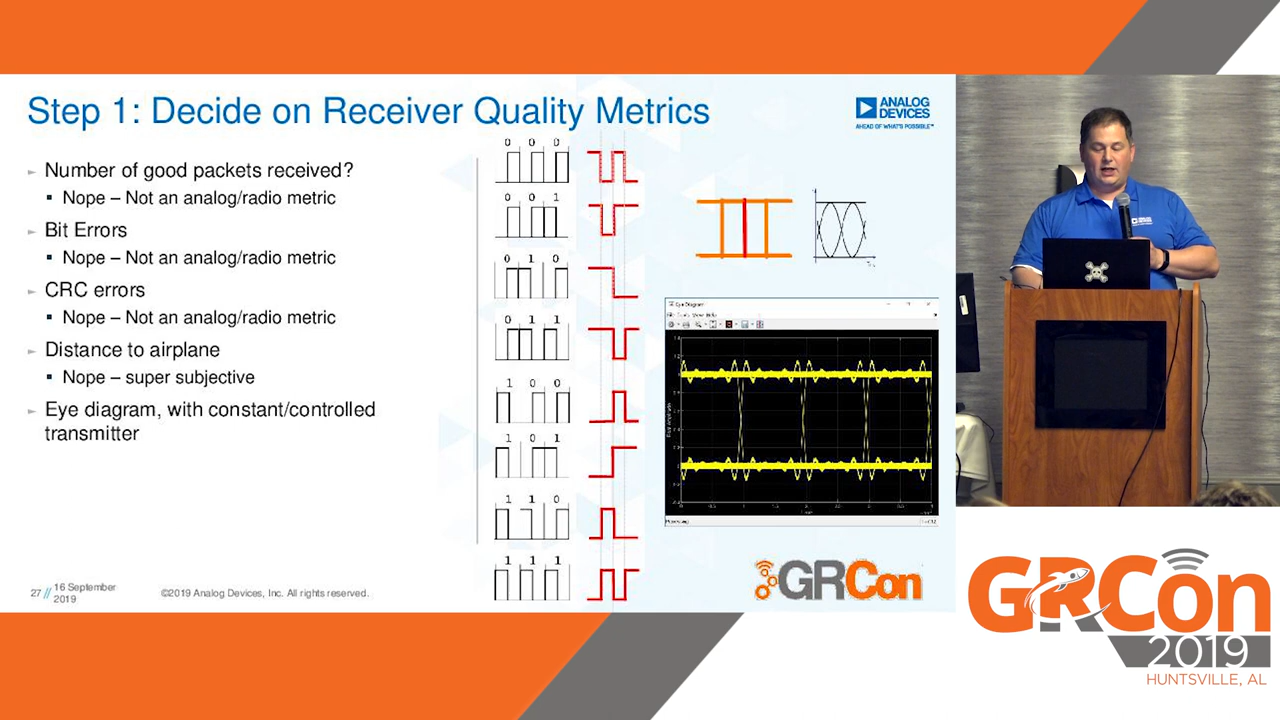 Step 1: Decide on Receiver Quality Metrics
ANALOG
DEVICES
AHEAD OF WHAT'S POSSIBLE™
Number of good packets received?
Nope – Not an analog/radio metric
Bit Errors
Nope – Not an analog/radio metric
CRC errors
Nope – Not an analog/radio metric
Distance to airplane
Nope – super subjective
Eye diagram, with constant/controlled
transmitter
0 0 0
0 0 1
0 1 0
0 1 1
1 0 0
1 0 1
1 1 0
1 1 1
Eye Diagram
Processing
27 // 16 September
2019
©2019 Analog Devices, Inc. All rights reserved.
GRCon
GRCon
2019
HUNTSVILLE, AL